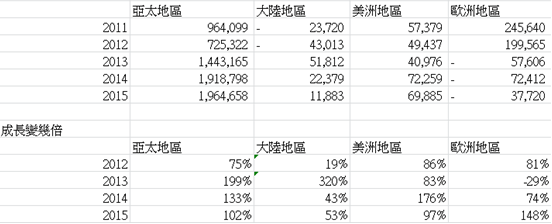 亞太地區 大陸地區 美洲地區 歐洲地區
2011 964,099 - 23,720 57,379 245,640
2012 725,322 - 43,013 49,437 199,565
2013 1,443,165 51,812 40,976 - 57,606
2014 1,918,798 22,379 72,259 - 72,412
2015 1,964,658 11,883 69,885 - 37,720
成長變幾倍
亞太地區 大陸地區 美洲地區 歐洲地區
2012 75% 19% 86% 81%
2013 199% 320% 83% -29%
2014 133% 43% 176% 74%
2015 102% 53% 97% 148%